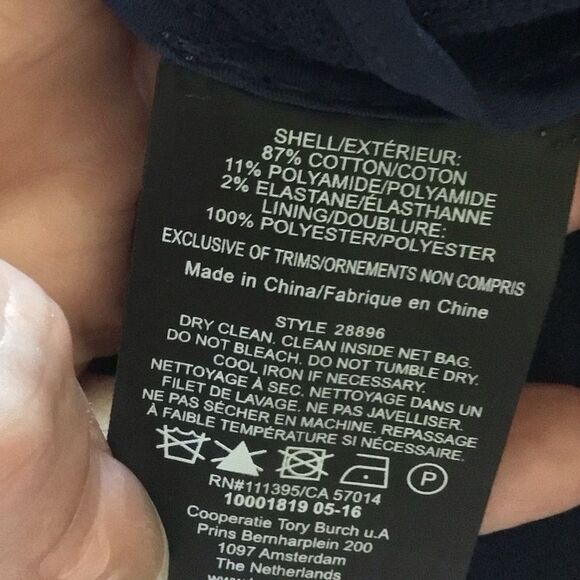 SHELL/EXTÉRIEUR:
87% COTTON/COTON
11% POLYAMIDE/POLYAMIDE
2% ELASTANE/ÉLASTHANNE
LINING/DOUBLURE:
100% POLYESTER/POLYESTER
EXCLUSIVE OF TRIMS/ORNEMENTS NON COMPRIS
Made in China/Fabrique en Chine
STYLE 28896
DRY CLEAN. CLEAN INSIDE NET BAG.
DO NOT BLEACH. DO NOT TUMBLE DRY.
COOL IRON IF NECESSARY.
NETTOYAGE À SEC. NETTOYAGE DANS UN
FILET DE LAVAGE. NE PAS JAVELLISER.
NE PAS SÉCHER EN MACHINE. REPASSAGE
À FAIBLE TEMPÉRATURE SI NÉCESSAIRE.
P
RN#111395/CA 57014
10001819 05-16
Cooperatie Tory Burch u.A
Prins Bernharplein 200
1097 Amsterdam
The Netherlands